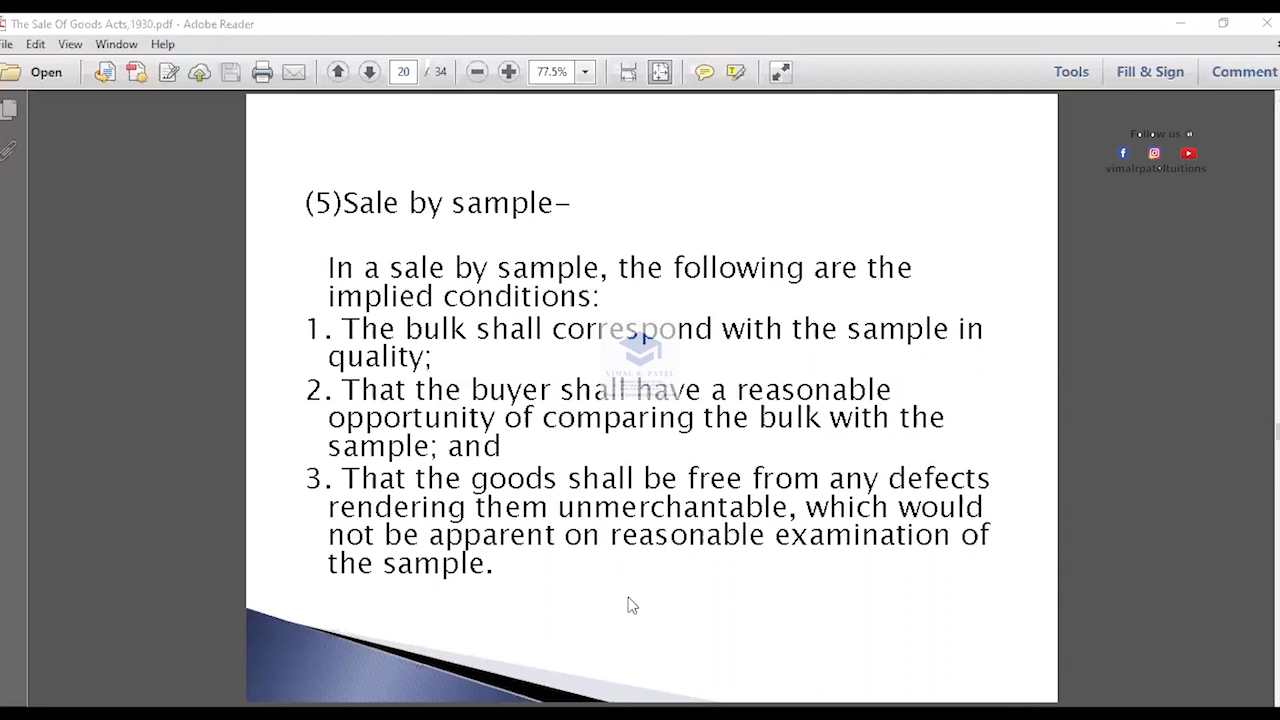 The Sale Of Goods Acts,1930.pdf - Adobe Reader
File Edit View Window Help
Open 20 / 34 77.5% Tools Fill & Sign Comment
Follow us on
vimalrpateltuitions
(5)Sale by sample-
In a sale by sample, the following are the
implied conditions:
1. The bulk shall correspond with the sample in
quality;
VIMAL R. PATEL
2. That the buyer shall have a reasonable
opportunity of comparing the bulk with the
sample; and
3. That the goods shall be free from any defects
rendering them unmerchantable, which would
not be apparent on reasonable examination of
the sample.